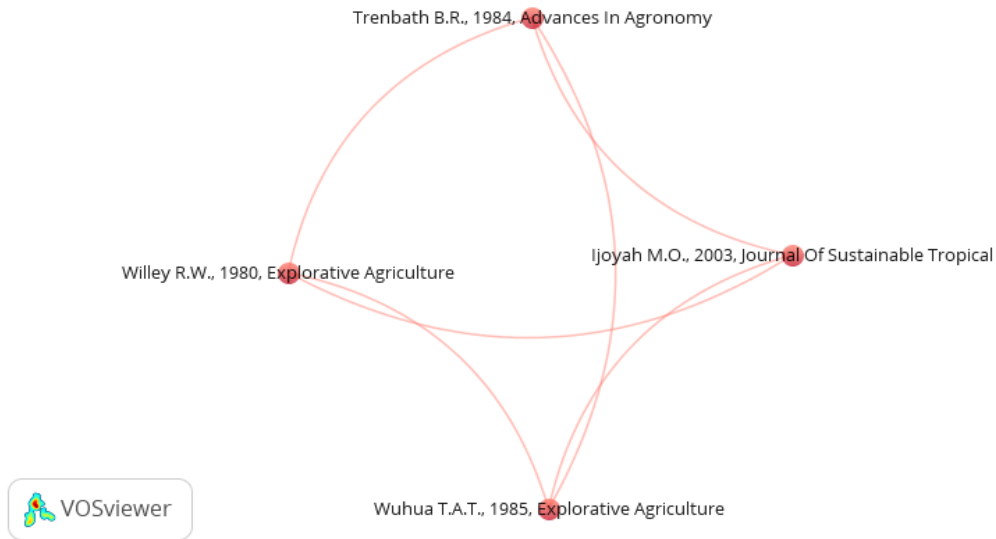 Trenbath B.R., 1984, Advances In Agronomy
Ijoyah M.O., 2003, Journal Of Sustainable Tropical
Willey R.W., 1980, Explorative Agriculture
Wuhua T.A.T., 1985, Explorative Agriculture
VOSviewer